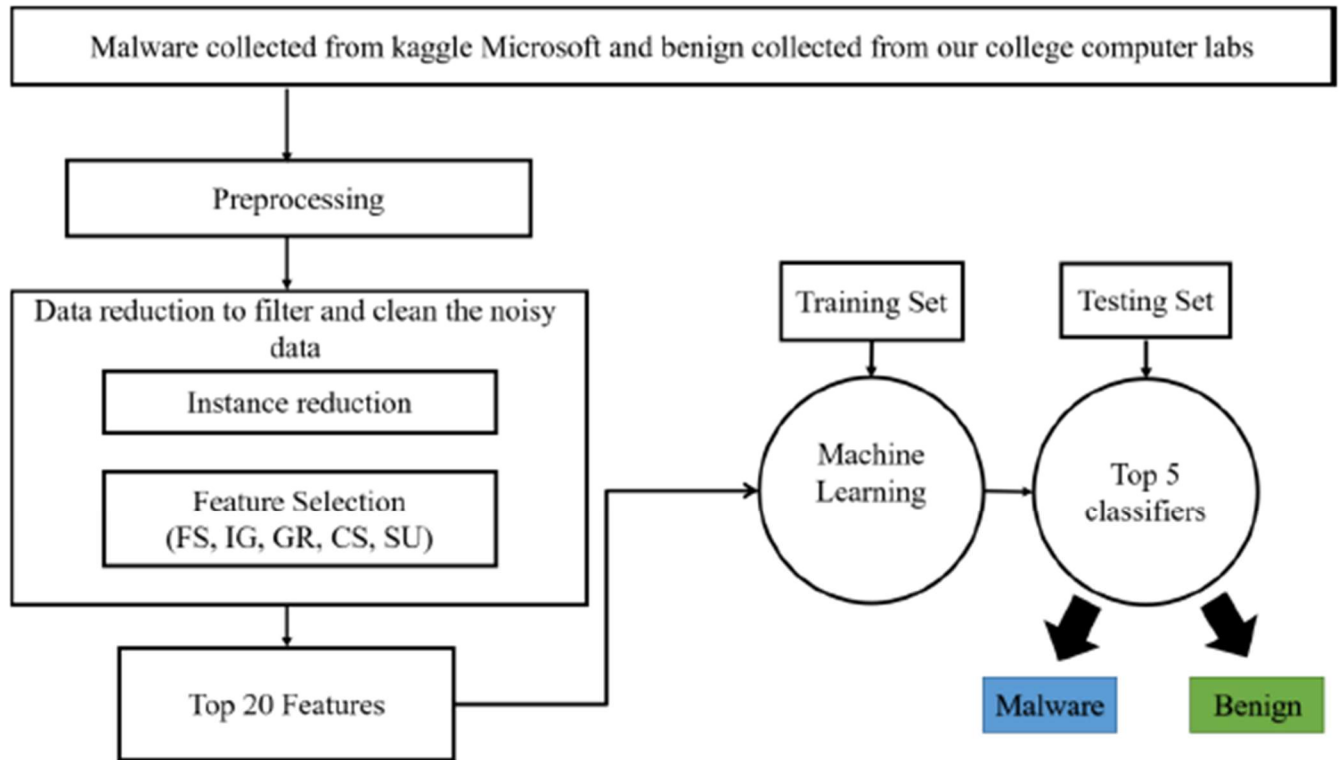 Malware collected from kaggle Microsoft and benign collected from our college computer labs
Preprocessing
Data reduction to filter and clean the noisy
data
Instance reduction
Feature Selection
(FS, IG, GR, CS, SU)
Top 20 Features
Training Set
Machine
Learning
Testing Set
Top 5
classifiers
Malware
Benign